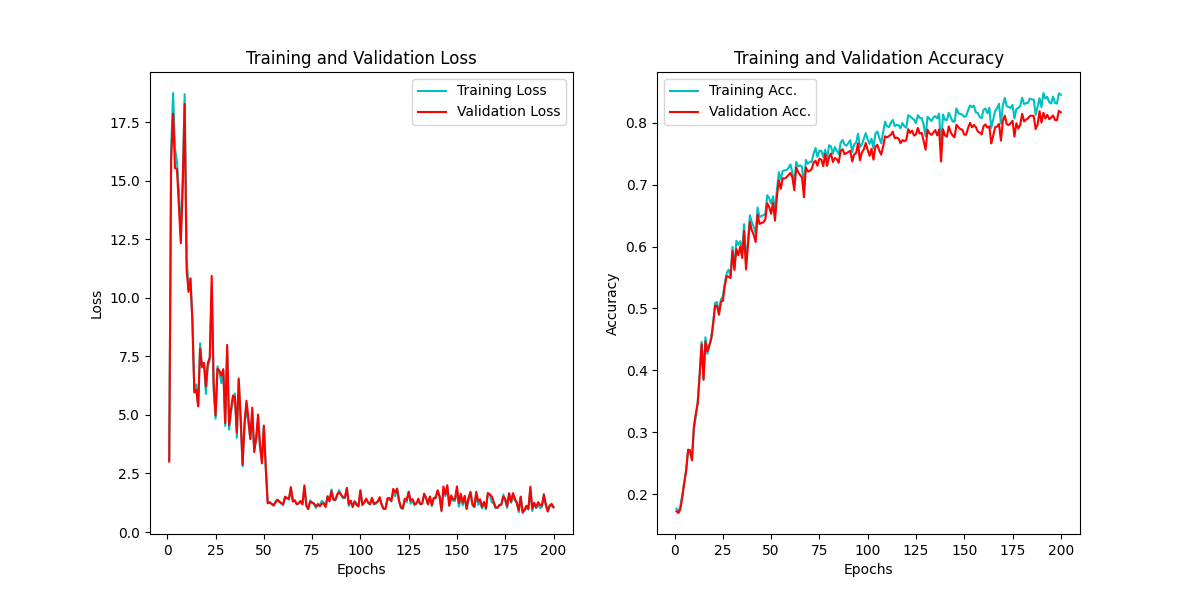 Training and Validation Loss
Training Loss
Validation Loss
17.5
15.0
12.5
10.0
7.5
5.0
2.5
0.0
Loss
0 25 50 75 100 125 150 175 200
Epochs
Training and Validation Accuracy
Training Acc.
Validation Acc.
0.8
0.7
0.6
0.5
0.4
0.3
0.2
Accuracy
0 25 50 75 100 125 150 175 200
Epochs